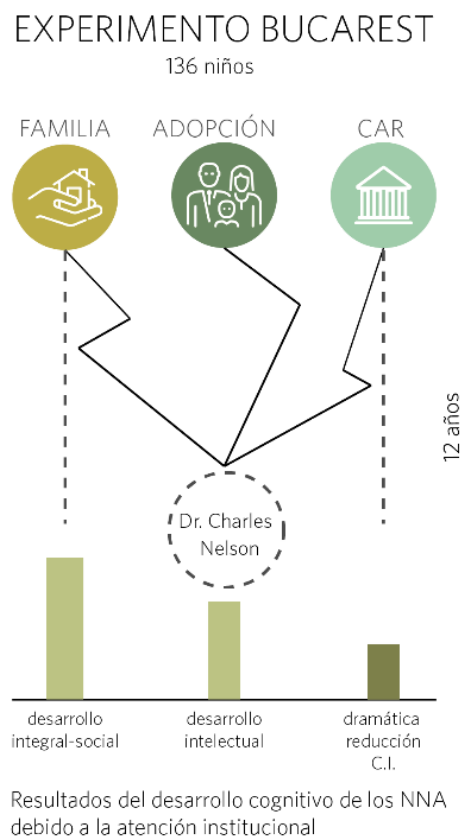 EXPERIMENTO BUCAREST
136 niños
FAMILIA
ADOPCIÓN
CAR
12 años
Dr. Charles
Nelson
desarrollo
integral-social
desarrollo
intelectual
dramática
reducción
C.I.
Resultados del desarrollo cognitivo de los NNA
debido a la atención institucional